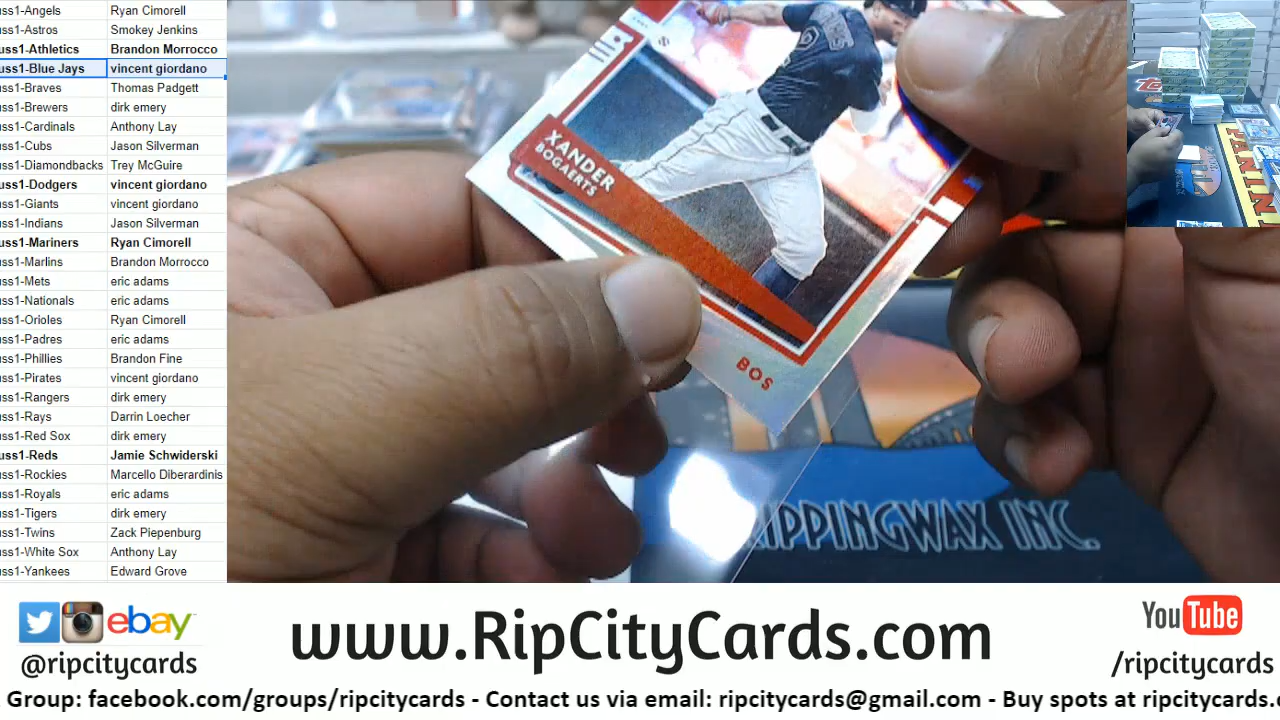 uss1-Angels Ryan Cimorell
uss1-Astros Smokey Jenkins
uss1-Athletics Brandon Morrocco
uss1-Blue Jays vincent giordano
uss1-Braves Thomas Padgett
uss1-Brewers dirk emery
uss1-Cardinals Anthony Lay
uss1-Cubs Jason Silverman
uss1-Diamondbacks Trey McGuire
uss1-Dodgers vincent giordano
uss1-Giants vincent giordano
uss1-Indians Jason Silverman
uss1-Mariners Ryan Cimorell
uss1-Marlins Brandon Morrocco
uss1-Mets eric adams
uss1-Nationals eric adams
uss1-Orioles Ryan Cimorell
uss1-Padres eric adams
uss1-Phillies Brandon Fine
uss1-Pirates vincent giordano
uss1-Rangers dirk emery
uss1-Rays Darrin Loecher
uss1-Red Sox dirk emery
uss1-Reds Jamie Schwiderski
uss1-Rockies Marcello Diberardinis
uss1-Royals eric adams
uss1-Tigers dirk emery
uss1-Twins Zack Piepenburg
uss1-White Sox Anthony Lay
uss1-Yankees Edward Grove
XANDER
BOGAERTS
BOS
RIPPINGWAX INC.
PANINI
ebay
@ripcitycards
www.RipCityCards.com
YouTube
/ripcitycards
Group: facebook.com/groups/ripcitycards - Contact us via email: ripcitycards@gmail.com - Buy spots at ripcitycards.